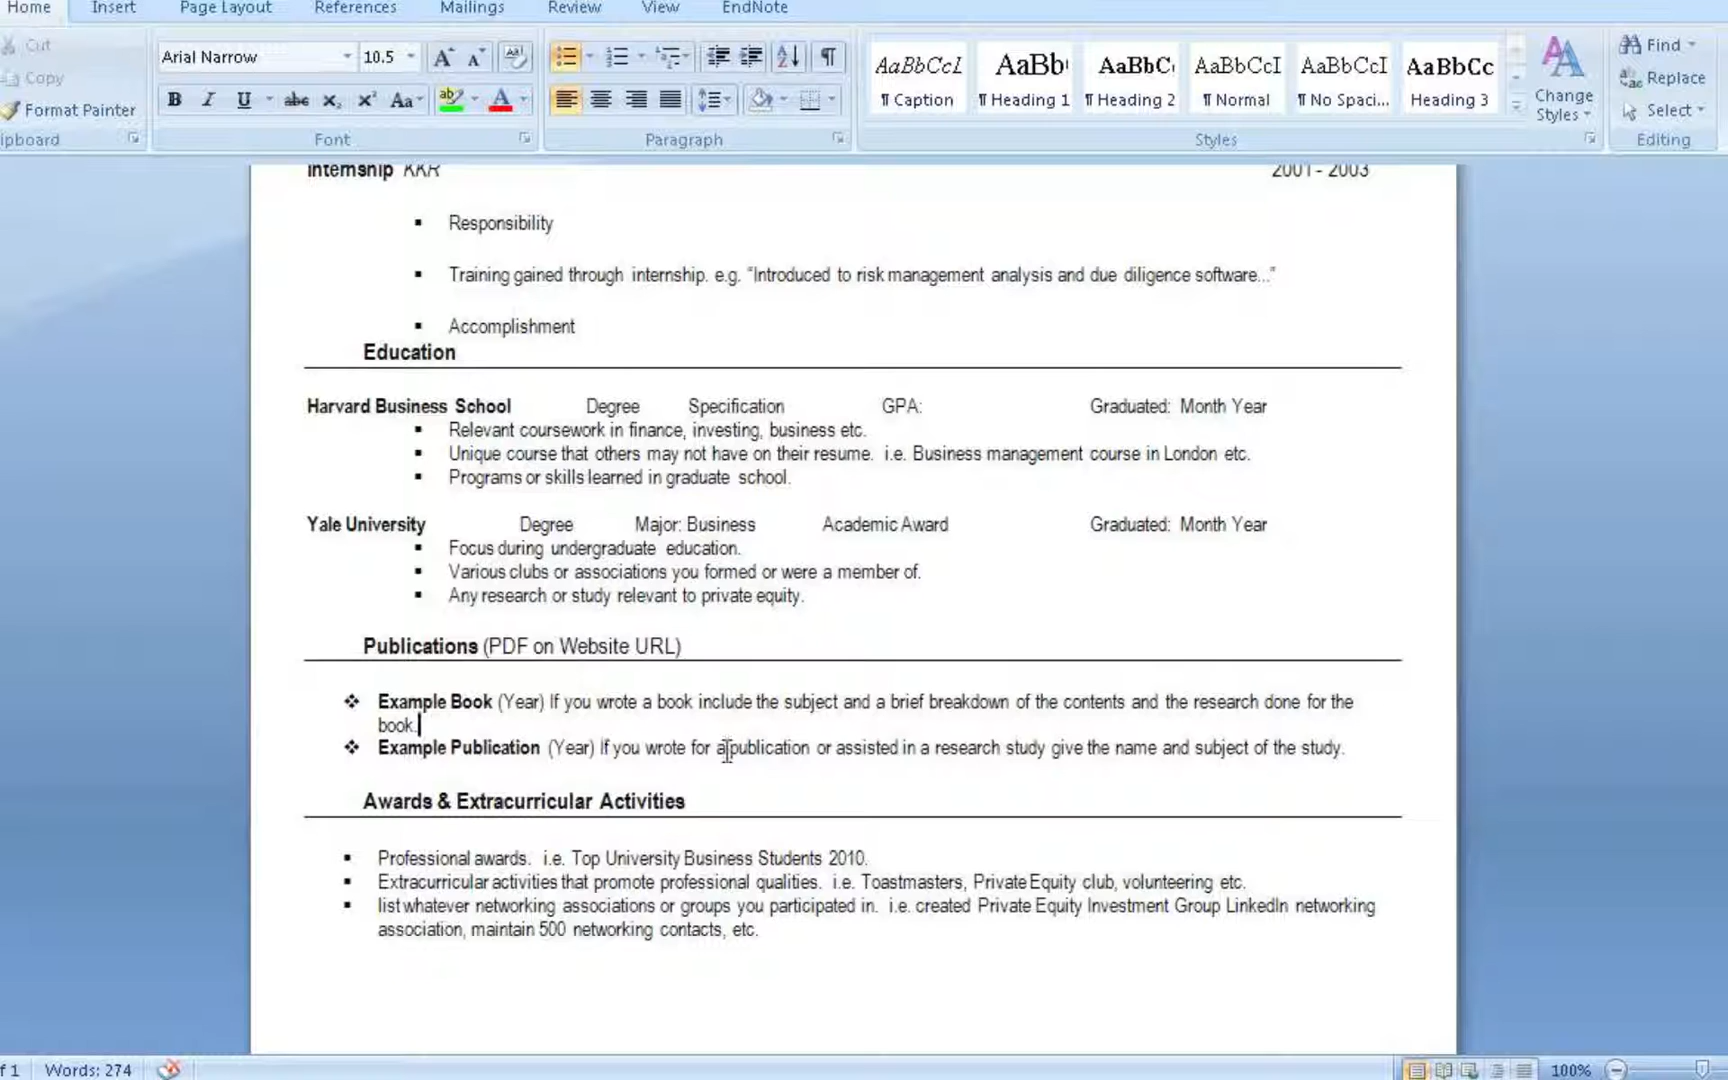 Home Insert Page Layout References Mailings Review View EndNote
Cut
Copy
Format Painter
ipboard
Arial Narrow 10.5
Font
Paragraph
AaBbCcI AaBb AaBbC AaBbCcI AaBbCcI AaBbCc
¶ Caption ¶ Heading 1 ¶ Heading 2 ¶ Normal ¶ No Spaci... Heading 3
Styles
Change
Styles
Find
Replace
Select
Editing
Internship KKR 2001 - 2003
▪ Responsibility
▪ Training gained through internship. e.g. “Introduced to risk management analysis and due diligence software...”
▪ Accomplishment
Education
Harvard Business School Degree Specification GPA: Graduated: Month Year
▪ Relevant coursework in finance, investing, business etc.
▪ Unique course that others may not have on their resume. i.e. Business management course in London etc.
▪ Programs or skills learned in graduate school.
Yale University Degree Major: Business Academic Award Graduated: Month Year
▪ Focus during undergraduate education.
▪ Various clubs or associations you formed or were a member of.
▪ Any research or study relevant to private equity.
Publications (PDF on Website URL)
❖ Example Book (Year) If you wrote a book include the subject and a brief breakdown of the contents and the research done for the
book.
❖ Example Publication (Year) If you wrote for a publication or assisted in a research study give the name and subject of the study.
Awards & Extracurricular Activities
▪ Professional awards. i.e. Top University Business Students 2010.
▪ Extracurricular activities that promote professional qualities. i.e. Toastmasters, Private Equity club, volunteering etc.
▪ list whatever networking associations or groups you participated in. i.e. created Private Equity Investment Group LinkedIn networking
association, maintain 500 networking contacts, etc.
f 1 Words: 274 100%